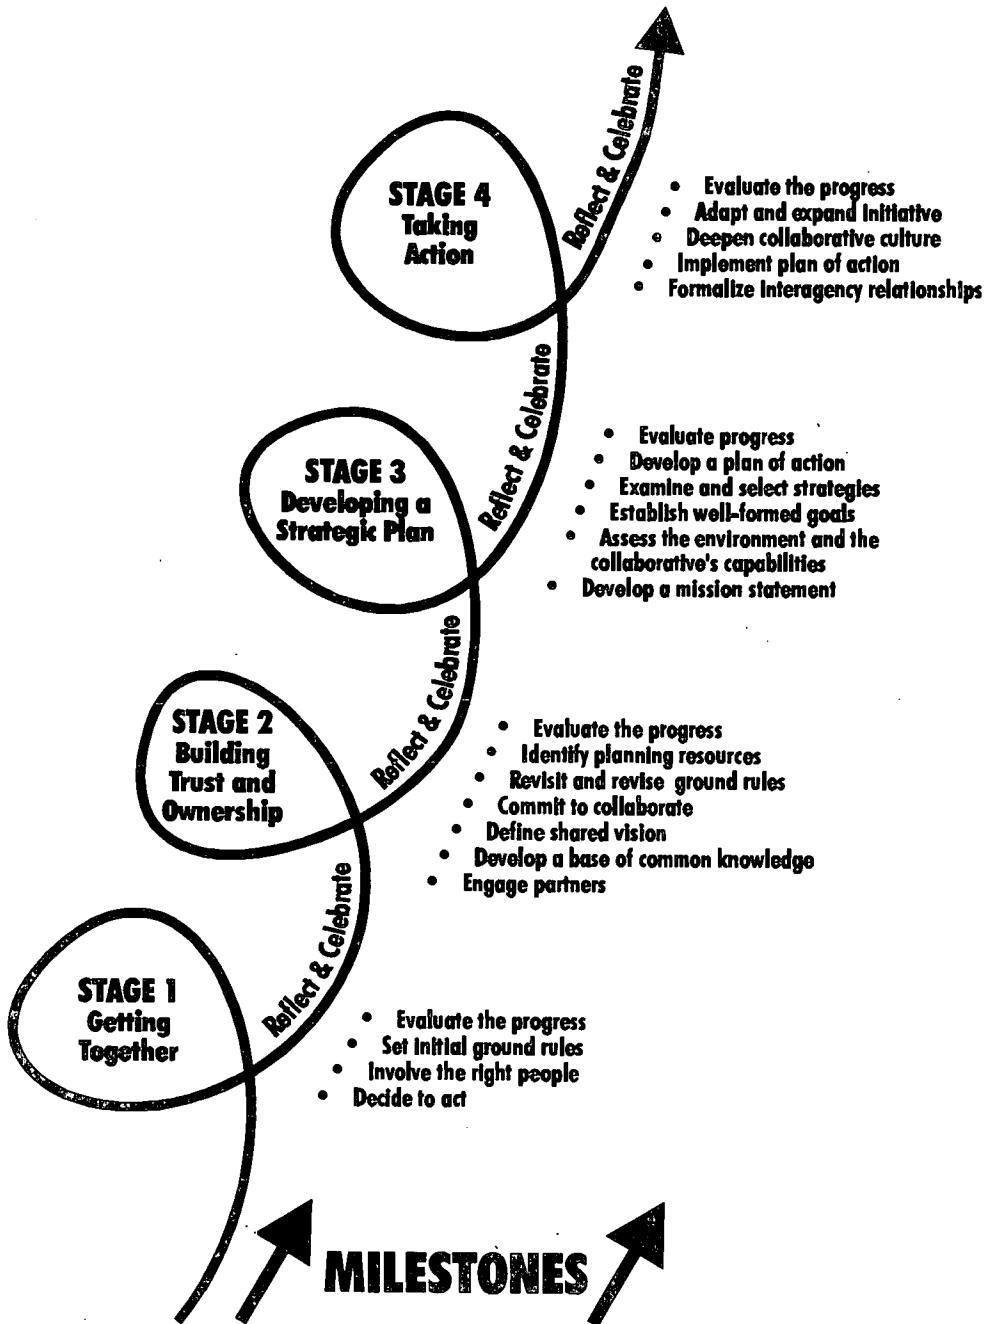 Reflect & Celebrate
STAGE 4
Taking
Action
• Evaluate the progress
• Adapt and expand initiative
• Deepen collaborative culture
• Implement plan of action
• Formalize interagency relationships
Reflect & Celebrate
STAGE 3
Developing a
Strategic Plan
• Evaluate progress
• Develop a plan of action
• Examine and select strategies
• Establish well-formed goals
• Assess the environment and the
collaborative's capabilities
• Develop a mission statement
Reflect & Celebrate
STAGE 2
Building
Trust and
Ownership
• Evaluate the progress
• Identify planning resources
• Revisit and revise ground rules
• Commit to collaborate
• Define shared vision
• Develop a base of common knowledge
• Engage partners
Reflect & Celebrate
STAGE 1
Getting
Together
• Evaluate the progress
• Set initial ground rules
• Involve the right people
• Decide to act
MILESTONES